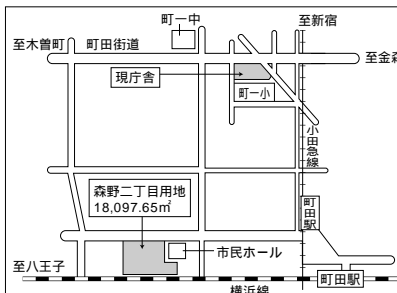 町一中
至新宿
至木曽町
町田街道
至金森
現庁舎
町一小
小田急線
森野二丁目用地
18,097.65㎡
町田駅
市民ホール
至八王子
町田駅
横浜線